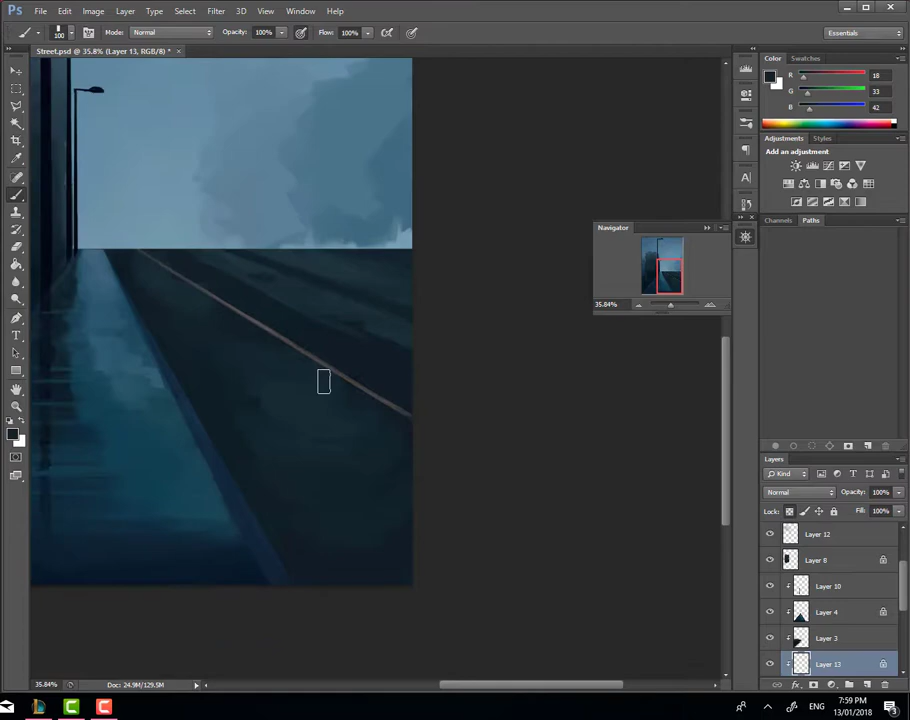 Ps File Edit Image Layer Type Select Filter 3D View Window Help
100 Mode: Normal Opacity: 100% Flow: 100% Essentials
Street.psd @ 35.8% (Layer 13, RGB/8) * ×
Color Swatches
R 18
G 33
B 42
Adjustments Styles
Add an adjustment
Channels Paths
Navigator
35.84%
Layers
Kind
Normal Opacity: 100%
Lock: Fill: 100%
Layer 12
Layer 8
Layer 10
Layer 4
Layer 3
Layer 13
35.84% Doc: 24.9M/129.5M
7:59 PM
13/01/2018
3